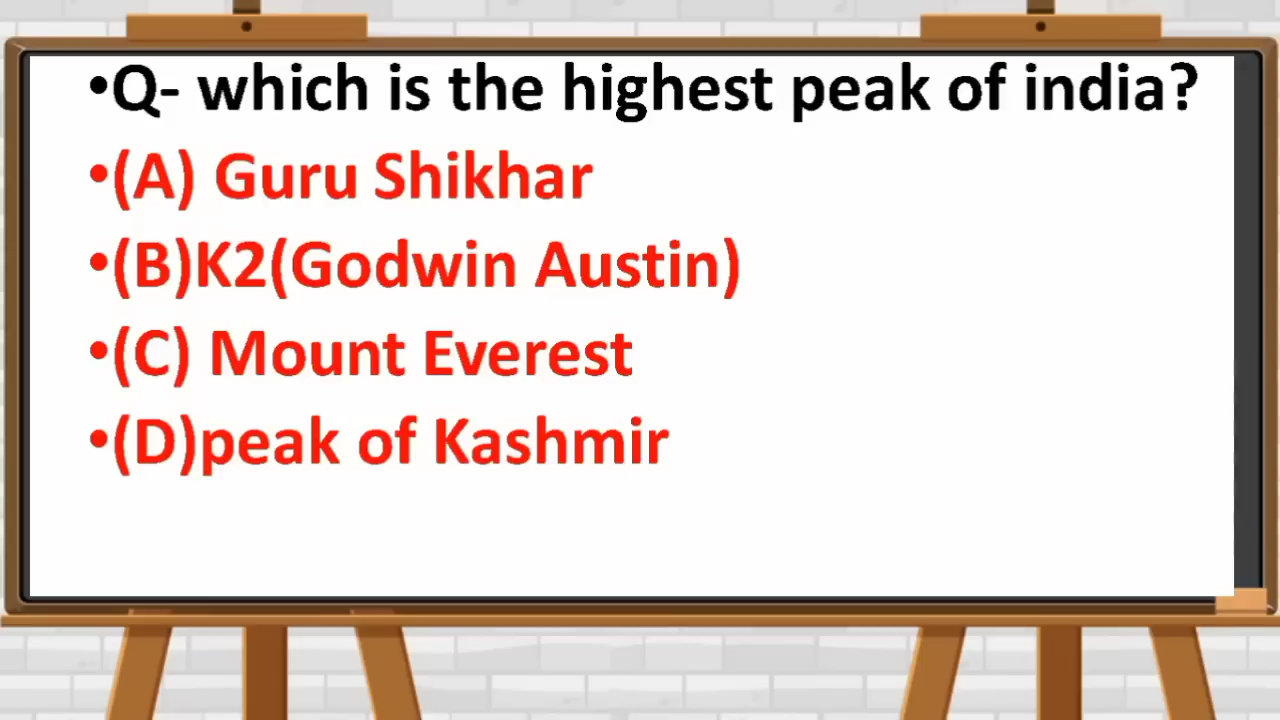 •Q- which is the highest peak of india?
•(A) Guru Shikhar
•(B)K2(Godwin Austin)
•(C) Mount Everest
•(D)peak of Kashmir